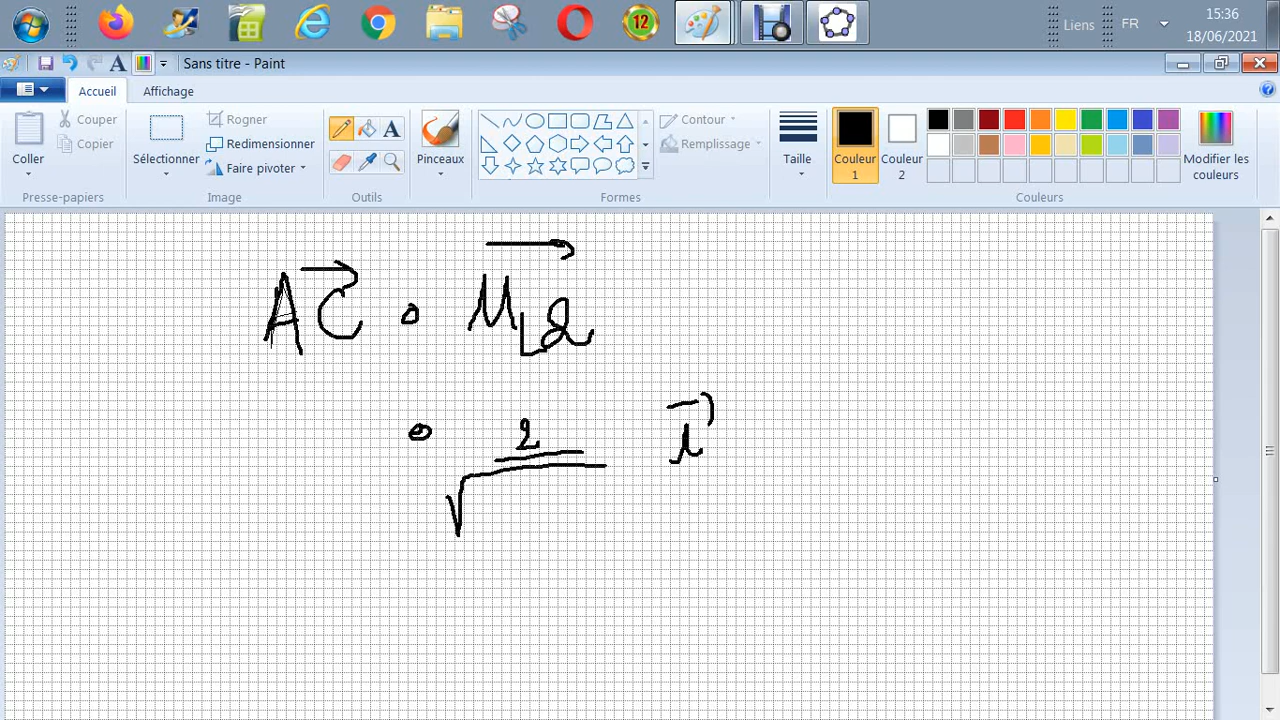 12
Liens
FR
15:36
18/06/2021
Sans titre - Paint
Accueil
Affichage
Coller
Couper
Copier
Presse-papiers
Sélectionner
Rogner
Redimensionner
Faire pivoter
Image
A
Outils
Pinceaux
Contour
Remplissage
Formes
Taille
Couleur
1
Couleur
2
Modifier les
couleurs
Couleurs
AC
2
i